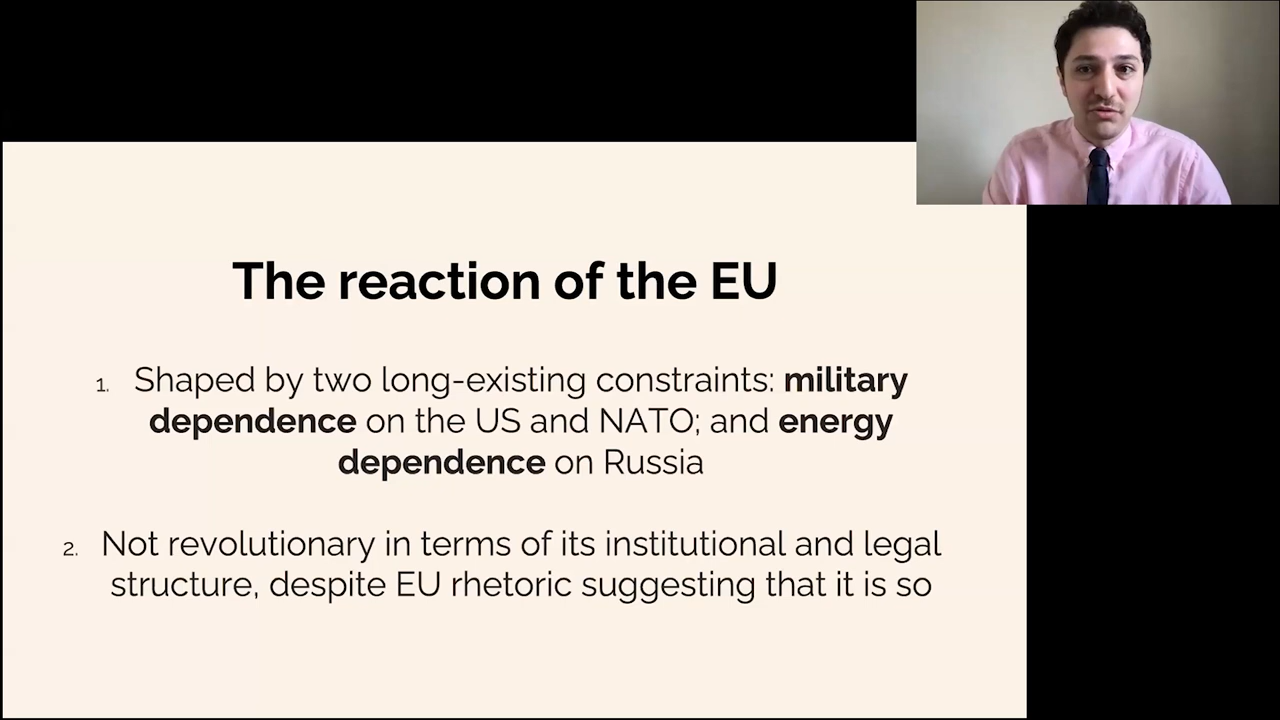 The reaction of the EU
1. Shaped by two long-existing constraints: military
dependence on the US and NATO; and energy
dependence on Russia
2. Not revolutionary in terms of its institutional and legal
structure, despite EU rhetoric suggesting that it is so